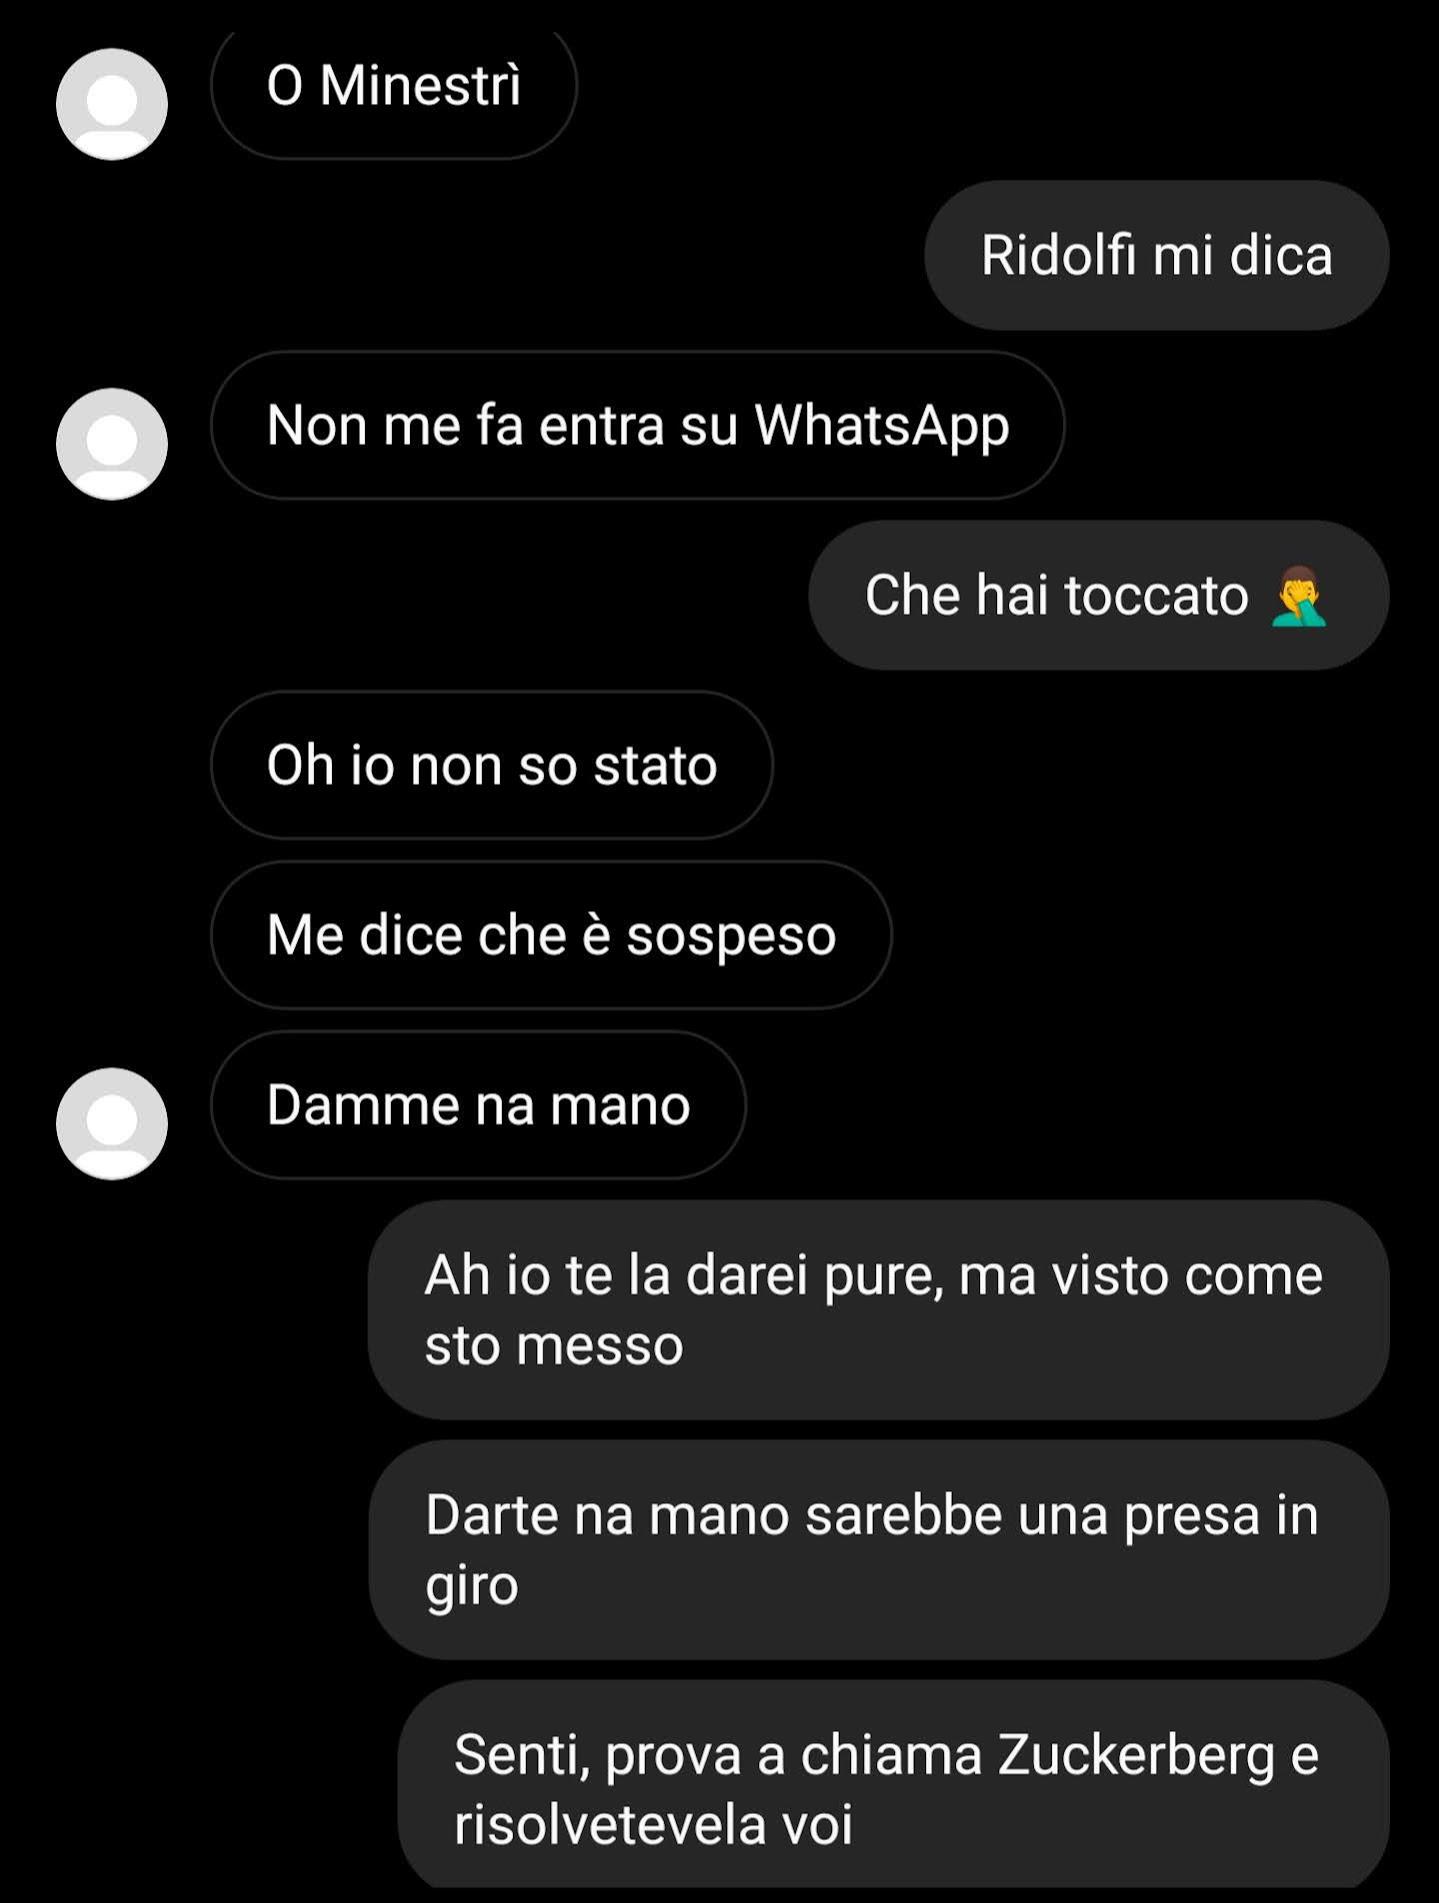 O Minestrì
Ridolfi mi dica
Non me fa entra su WhatsApp
Che hai toccato 🤦‍♂️
Oh io non so stato
Me dice che è sospeso
Damme na mano
Ah io te la darei pure, ma visto come
sto messo
Darte na mano sarebbe una presa in
giro
Senti, prova a chiama Zuckerberg e
risolvetevela voi